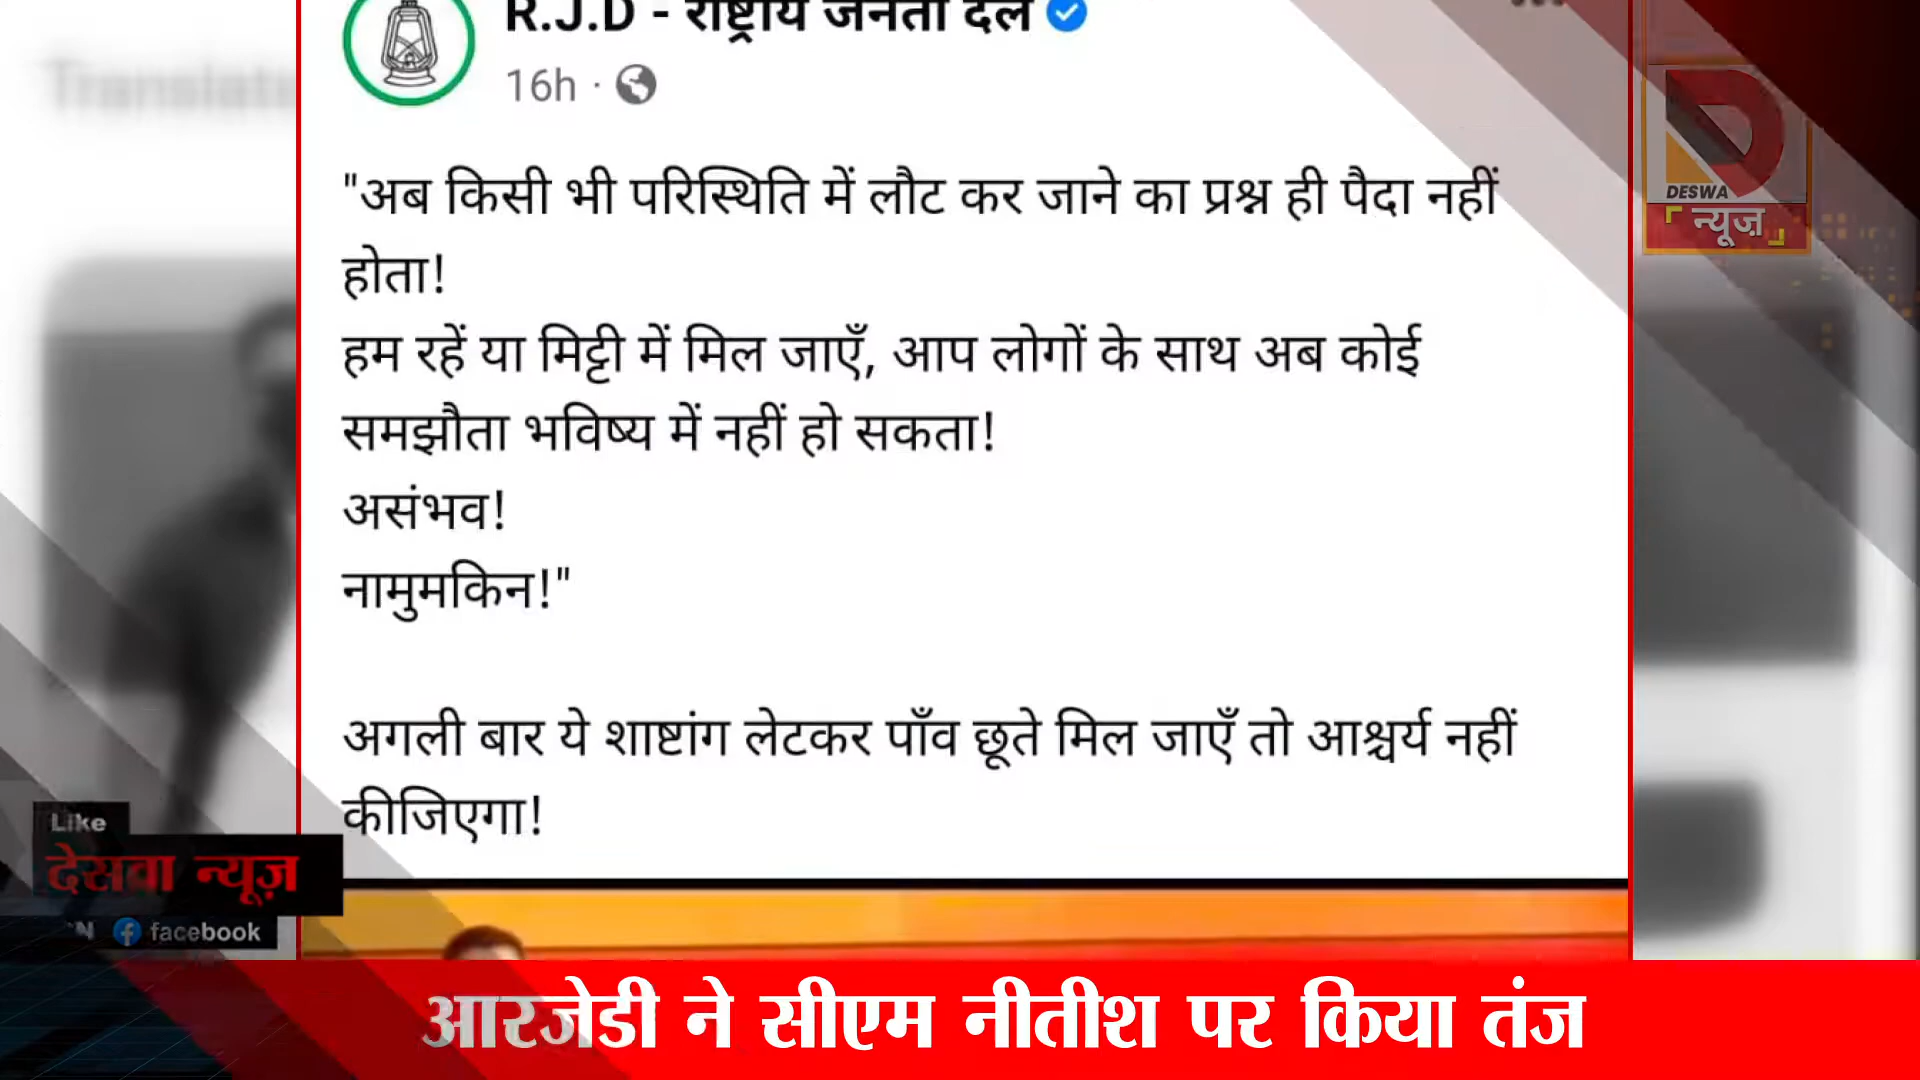 R.J.D - राष्ट्रीय जनता दल
16h ·
"अब किसी भी परिस्थिति में लौट कर जाने का प्रश्न ही पैदा नहीं
होता!
हम रहें या मिट्टी में मिल जाएँ, आप लोगों के साथ अब कोई
समझौता भविष्य में नहीं हो सकता!
असंभव!
नामुमकिन!"
अगली बार ये शाष्टांग लेटकर पाँव छूते मिल जाएँ तो आश्चर्य नहीं
कीजिएगा!
DESWA
न्यूज़
Like
देसवा न्यूज़
facebook
आरजेडी ने सीएम नीतीश पर किया तंज